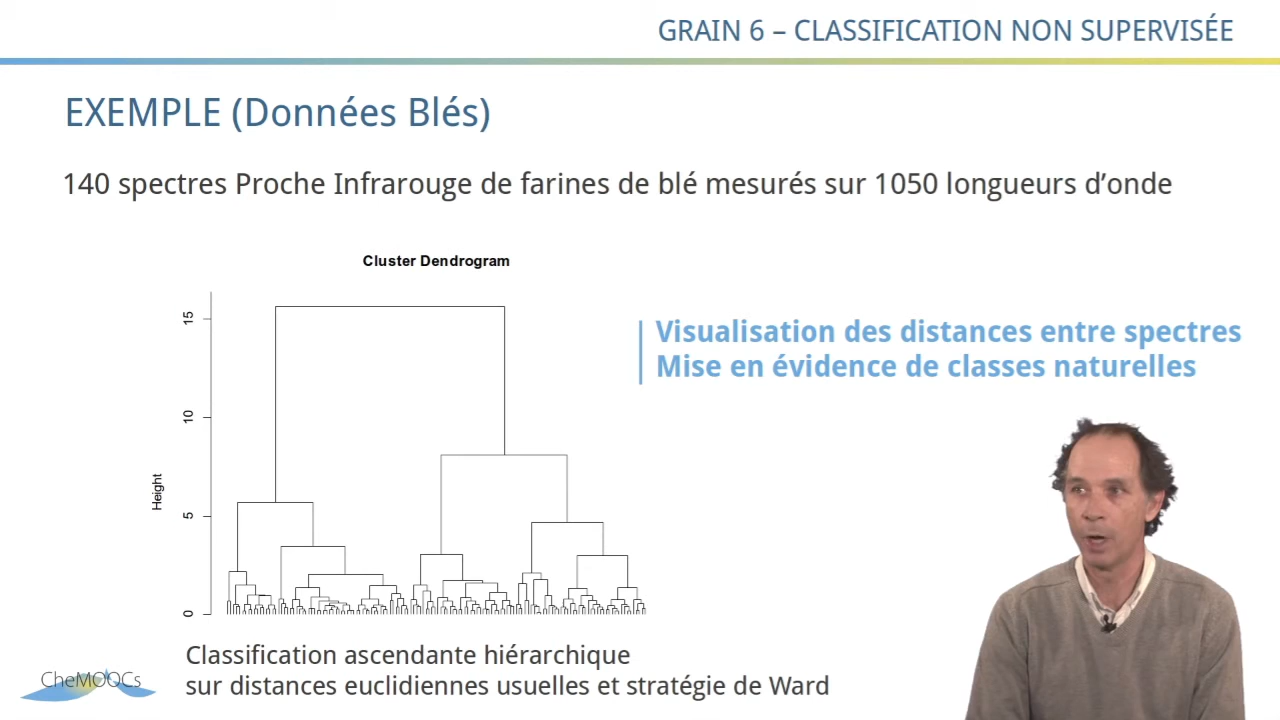 GRAIN 6 – CLASSIFICATION NON SUPERVISÉE
EXEMPLE (Données Blés)
140 spectres Proche Infrarouge de farines de blé mesurés sur 1050 longueurs d’onde
Cluster Dendrogram
15
10
5
0
Height
Visualisation des distances entre spectres
Mise en évidence de classes naturelles
Classification ascendante hiérarchique
sur distances euclidiennes usuelles et stratégie de Ward
CheMOOCs